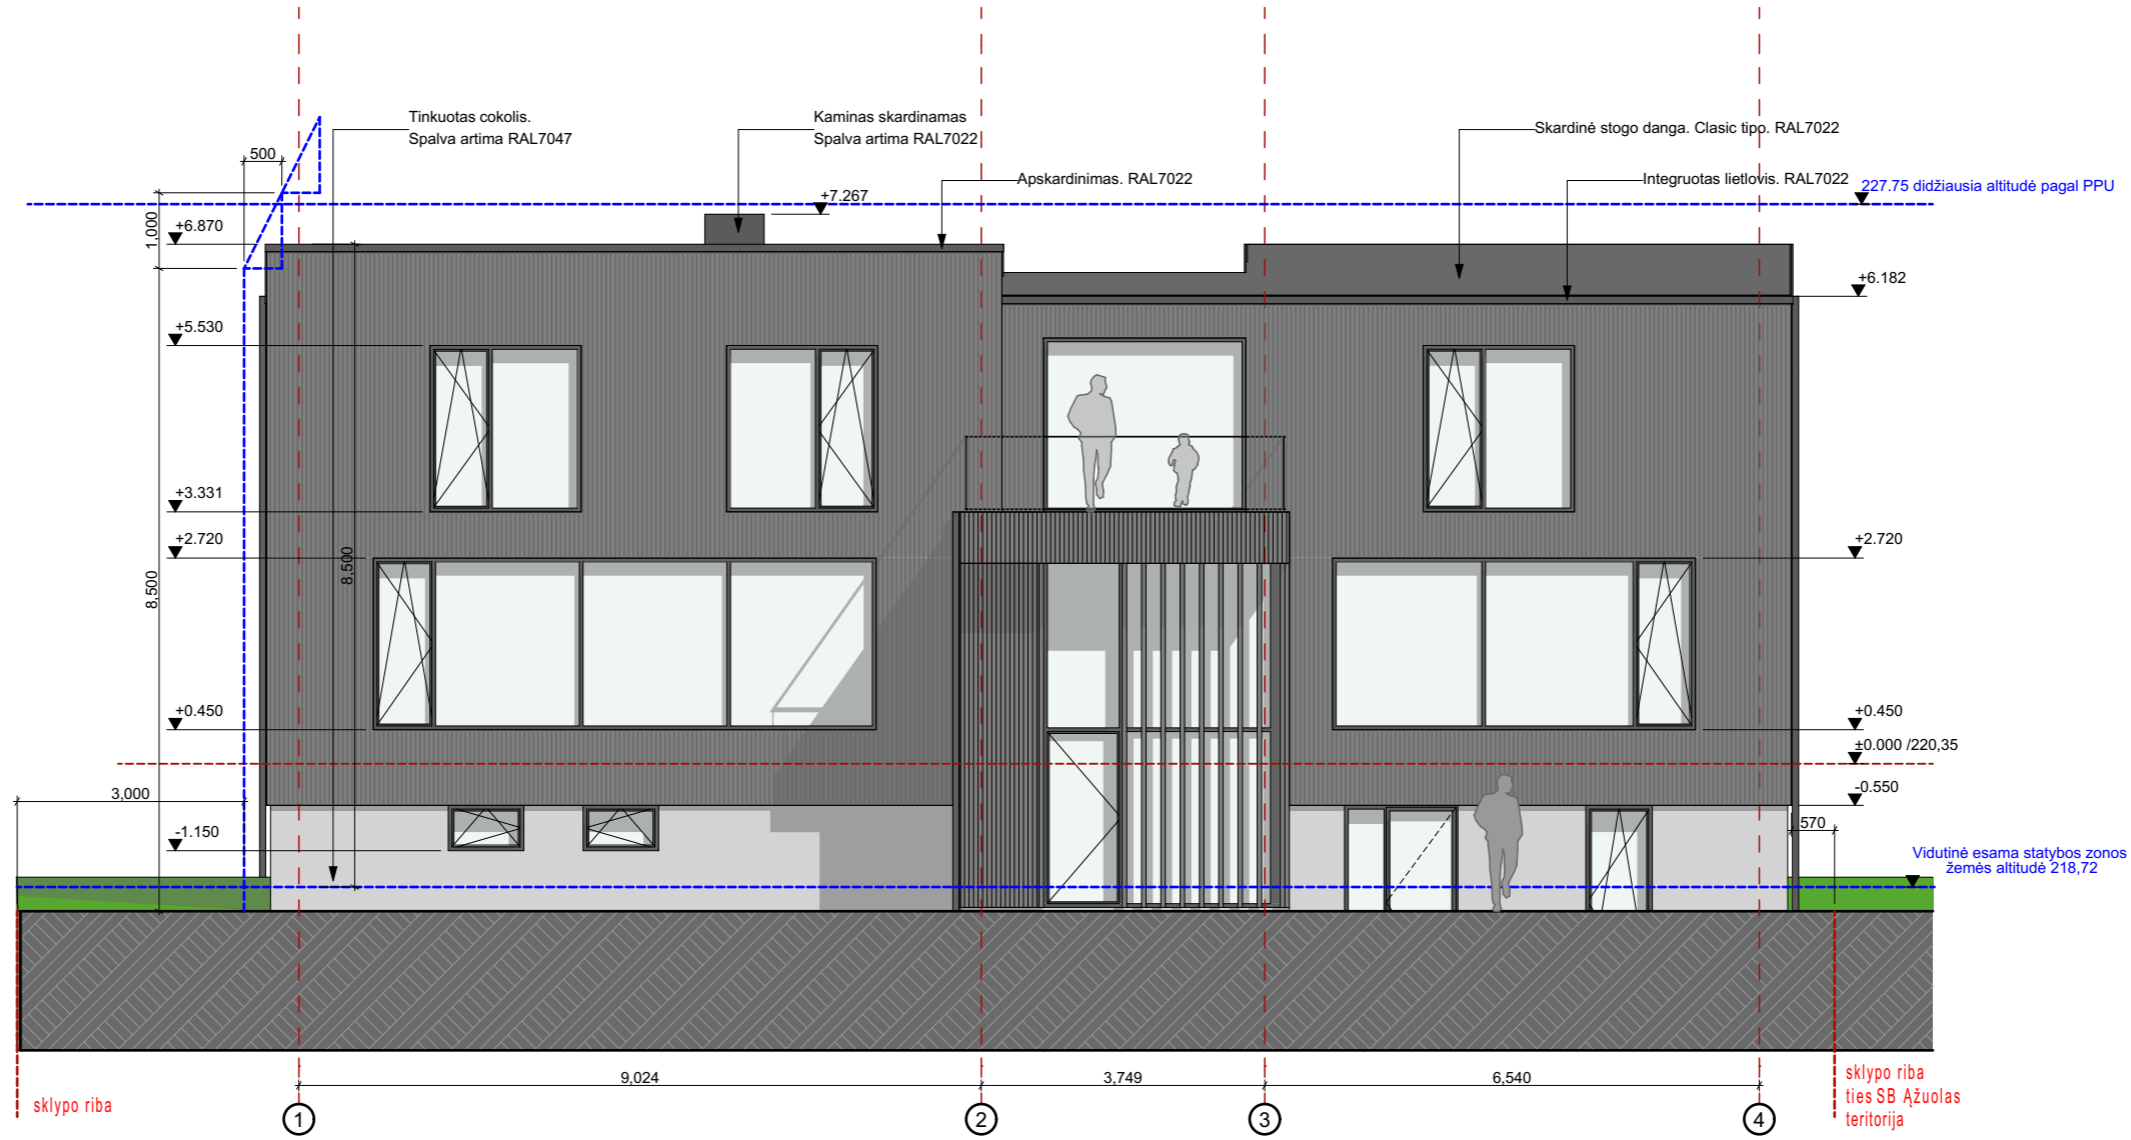 Tinkuotas cokolis.
Spalva artima RAL7047
Kaminas skardinamas
Spalva artima RAL7022
Skardinė stogo danga. Clasic tipo. RAL7022
500
Apskardinimas. RAL7022
Integruotas lietlovis. RAL7022
227.75 didžiausia altitudė pagal PPU
+7.267
1,000
+6.870
+6.182
+5.530
+3.331
+2.720
+2.720
8,500
8,500
+0.450
+0.450
±0.000 /220,35
3,000
-0.550
-1.150
570
Vidutinė esama statybos zonos
žemės altitudė 218,72
9,024
3,749
6,540
sklypo riba
sklypo riba
ties SB Ąžuolas
teritorija
1
2
3
4